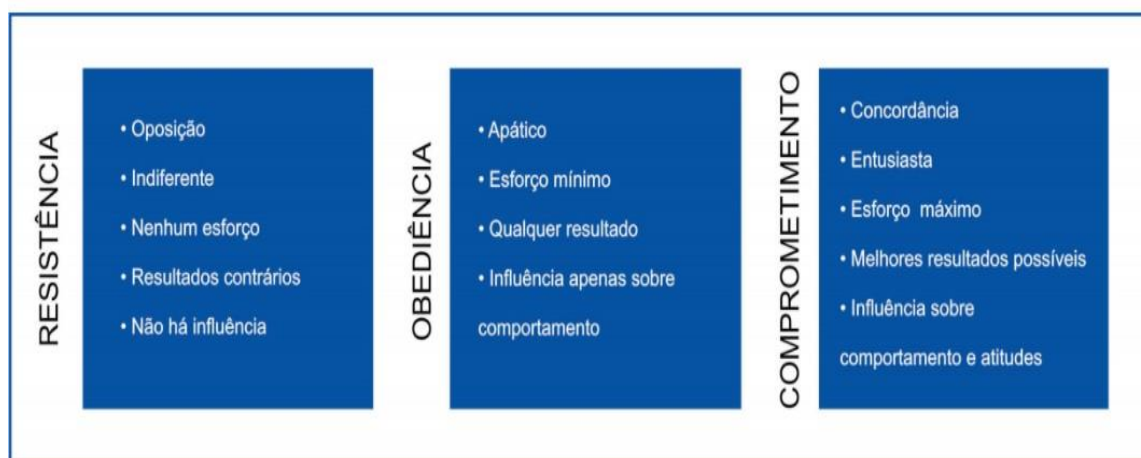 RESISTÊNCIA
• Oposição
• Indiferente
• Nenhum esforço
• Resultados contrários
• Não há influência
OBEDIÊNCIA
• Apático
• Esforço mínimo
• Qualquer resultado
• Influência apenas sobre
comportamento
COMPROMETIMENTO
• Concordância
• Entusiasta
• Esforço máximo
• Melhores resultados possíveis
• Influência sobre
comportamento e atitudes